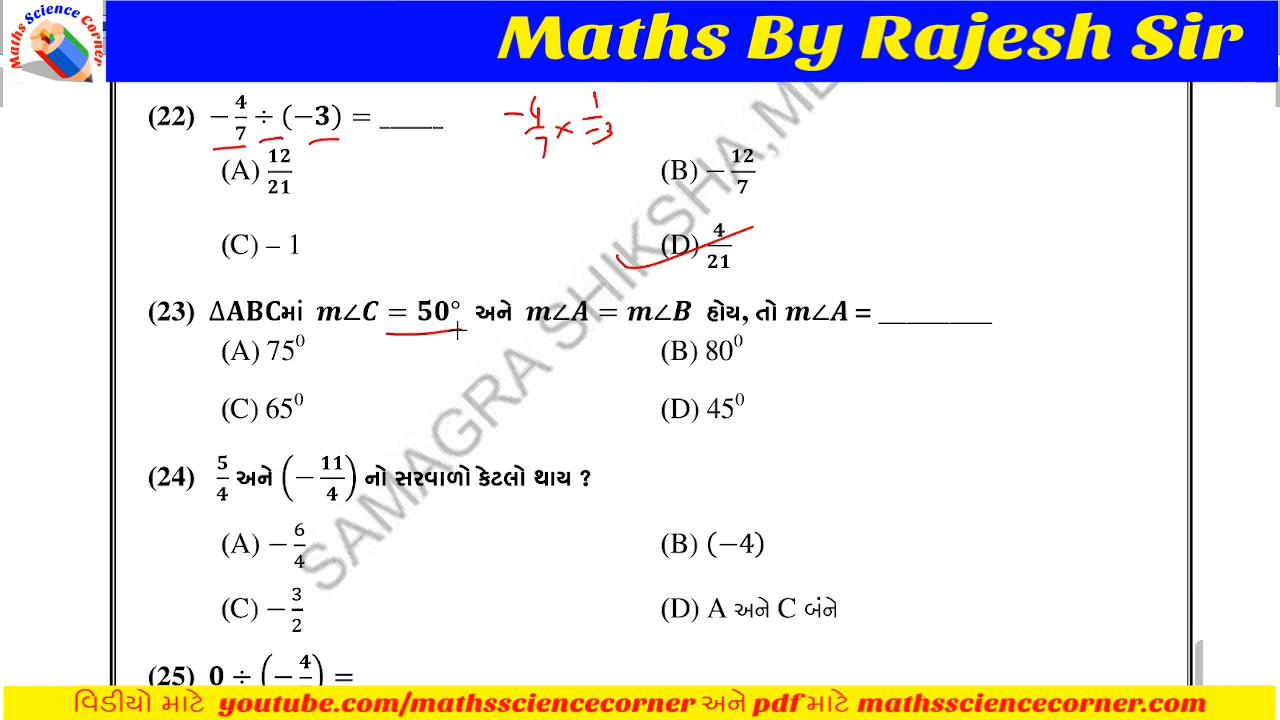 Maths Science Corner
Maths By Rajesh Sir
(22) −4/7 ÷ (−3) = _____
−4/7 × 1/−3
(A) 12/21
(B) −12/7
(C) – 1
(D) 4/21
(23) ∆ABCમાં m∠C = 50° અને m∠A = m∠B હોય, તો m∠A = ________
(A) 75⁰
(B) 80⁰
(C) 65⁰
(D) 45⁰
(24) 5/4 અને (−11/4) નો સરવાળો કેટલો થાય ?
(A) −6/4
(B) (−4)
(C) −3/2
(D) A અને C બંને
(25) 0 ÷ (−4/ ) =
SAMAGRA SHIKSHA,
વિડીયો માટે youtube.com/mathssciencecorner અને pdf માટે mathssciencecorner.com